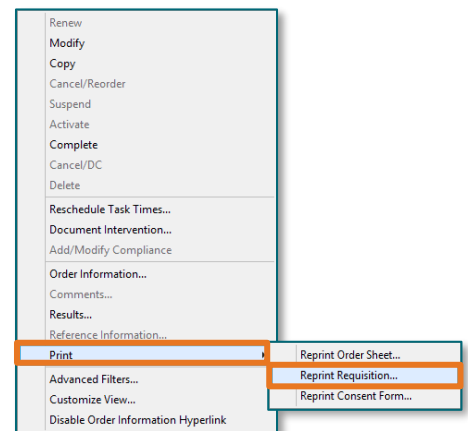 Renew
Modify
Copy
Cancel/Reorder
Suspend
Activate
Complete
Cancel/DC
Delete
Reschedule Task Times...
Document Intervention...
Add/Modify Compliance
Order Information...
Comments...
Results...
Reference Information...
Print
Reprint Order Sheet...
Reprint Requisition...
Reprint Consent Form...
Advanced Filters...
Customize View...
Disable Order Information Hyperlink